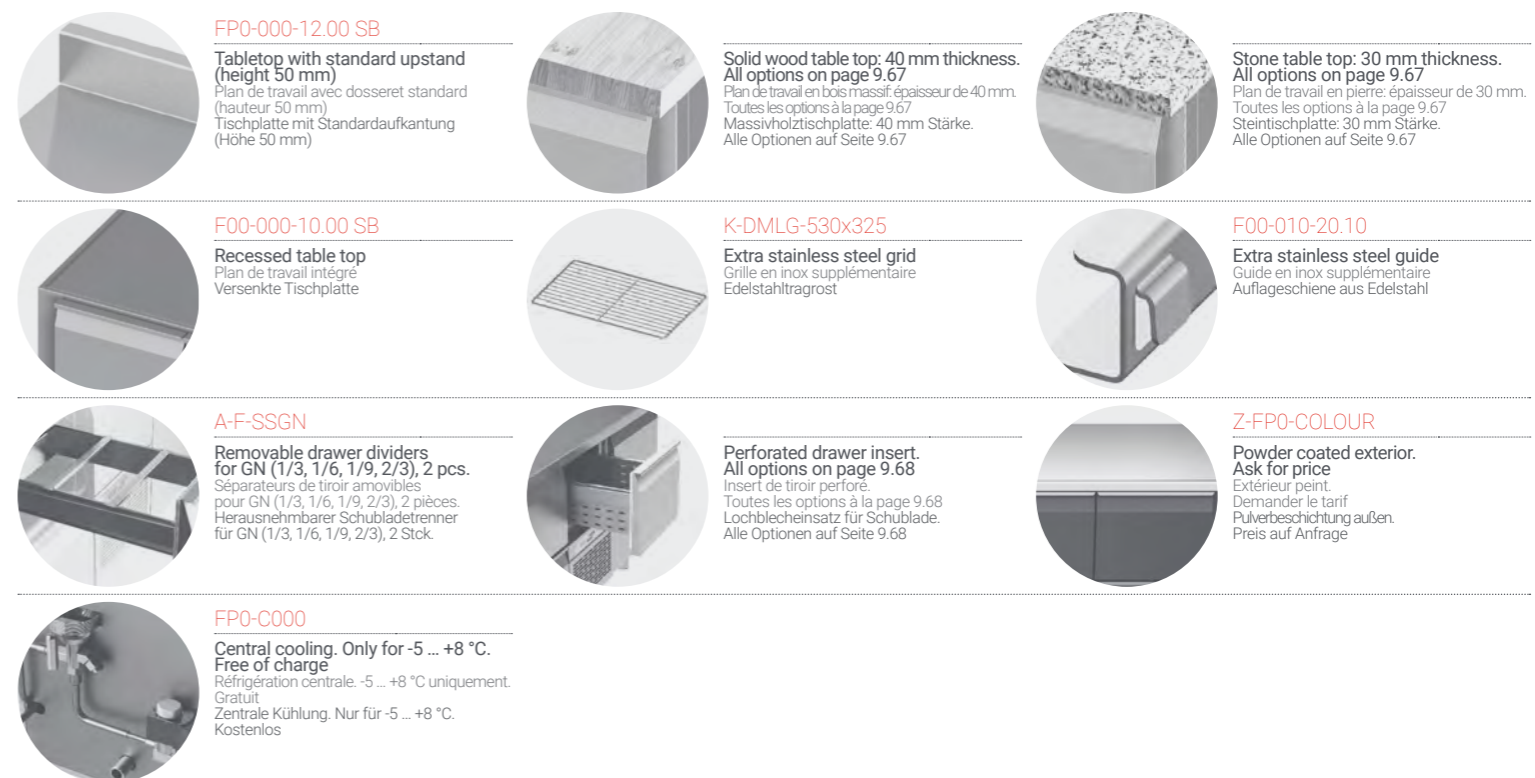 FP0-000-12.00 SB
Tabletop with standard upstand
(height 50 mm)
Plan de travail avec dosseret standard
(hauteur 50 mm)
Tischplatte mit Standardaufkantung
(Höhe 50 mm)
Solid wood table top: 40 mm thickness.
All options on page 9.67
Plan de travail en bois massif: épaisseur de 40 mm.
Toutes les options à la page 9.67
Massivholztischplatte: 40 mm Stärke.
Alle Optionen auf Seite 9.67
Stone table top: 30 mm thickness.
All options on page 9.67
Plan de travail en pierre: épaisseur de 30 mm.
Toutes les options à la page 9.67
Steintischplatte: 30 mm Stärke.
Alle Optionen auf Seite 9.67
F00-000-10.00 SB
Recessed table top
Plan de travail intégré
Versenkte Tischplatte
K-DMLG-530x325
Extra stainless steel grid
Grille en inox supplémentaire
Edelstahltragrost
F00-010-20.10
Extra stainless steel guide
Guide en inox supplémentaire
Auflageschiene aus Edelstahl
A-F-SSGN
Removable drawer dividers
for GN (1/3, 1/6, 1/9, 2/3), 2 pcs.
Séparateurs de tiroir amovibles
pour GN (1/3, 1/6, 1/9, 2/3), 2 pièces.
Herausnehmbarer Schubladetrenner
für GN (1/3, 1/6, 1/9, 2/3), 2 Stck.
Perforated drawer insert.
All options on page 9.68
Insert de tiroir perforé.
Toutes les options à la page 9.68
Lochblecheinsatz für Schublade.
Alle Optionen auf Seite 9.68
Z-FP0-COLOUR
Powder coated exterior.
Ask for price
Extérieur peint.
Demander le tarif
Pulverbeschichtung außen.
Preis auf Anfrage
FP0-C000
Central cooling. Only for -5 ... +8 °C.
Free of charge
Réfrigération centrale. -5 ... +8 °C uniquement.
Gratuit
Zentrale Kühlung. Nur für -5 ... +8 °C.
Kostenlos